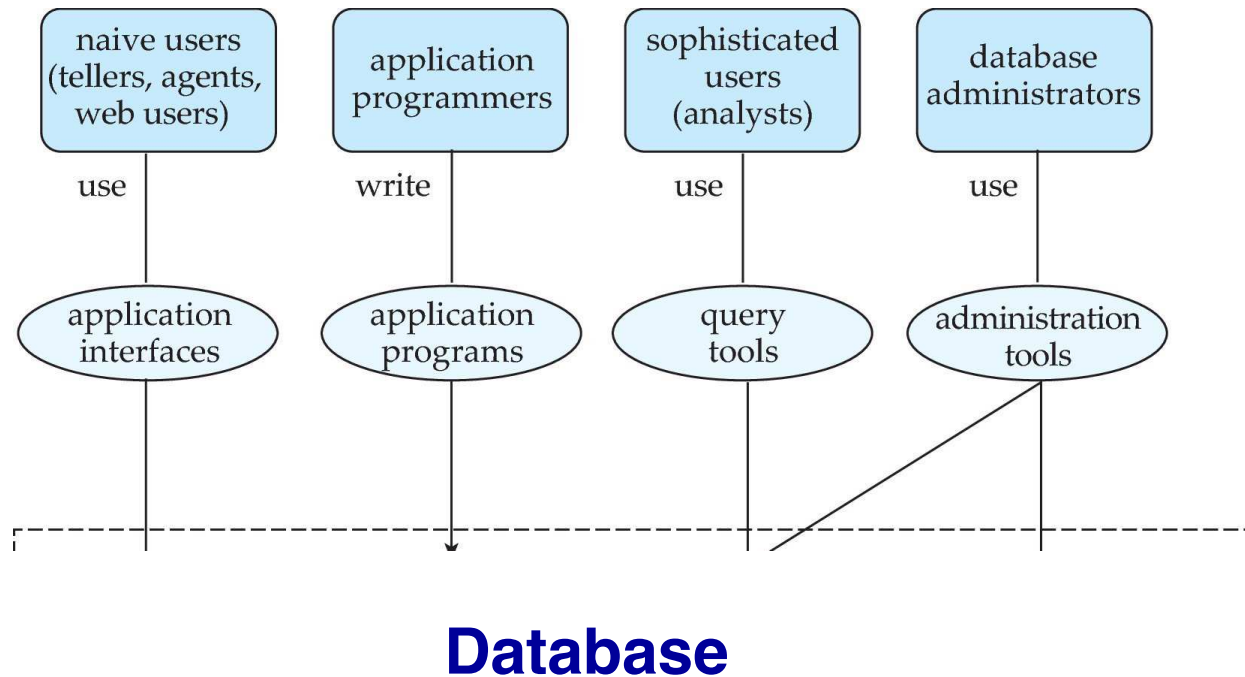 naive users
(tellers, agents,
web users)
application
programmers
sophisticated
users
(analysts)
database
administrators
use
write
use
use
application
interfaces
application
programs
query
tools
administration
tools
Database